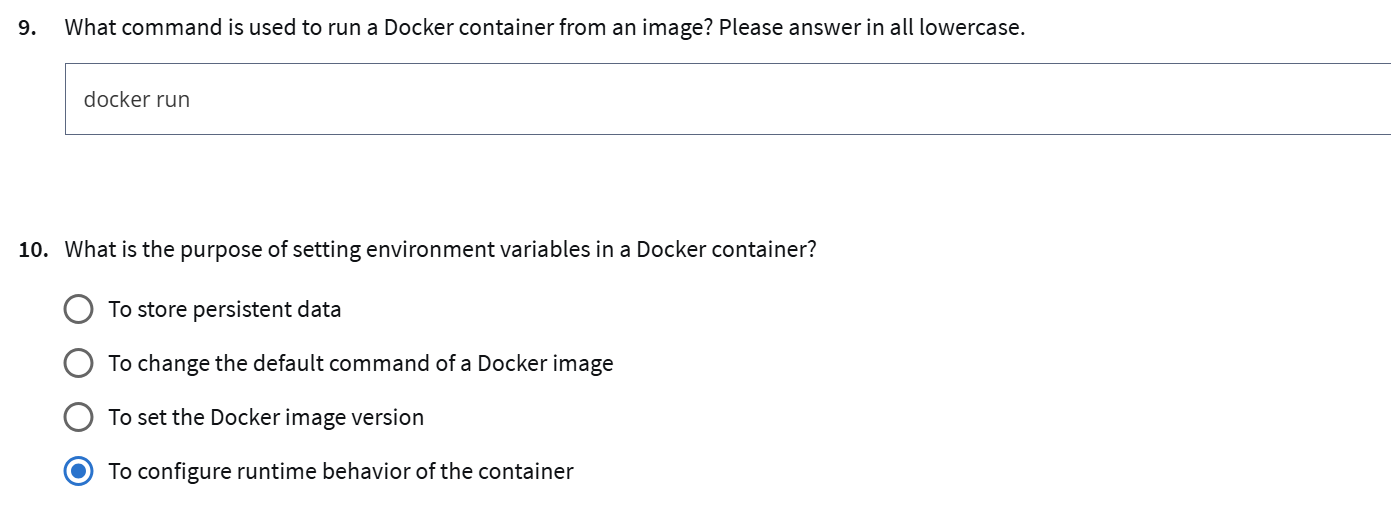 9. What command is used to run a Docker container from an image? Please answer in all lowercase.
docker run
10. What is the purpose of setting environment variables in a Docker container?
To store persistent data
To change the default command of a Docker image
To set the Docker image version
To configure runtime behavior of the container